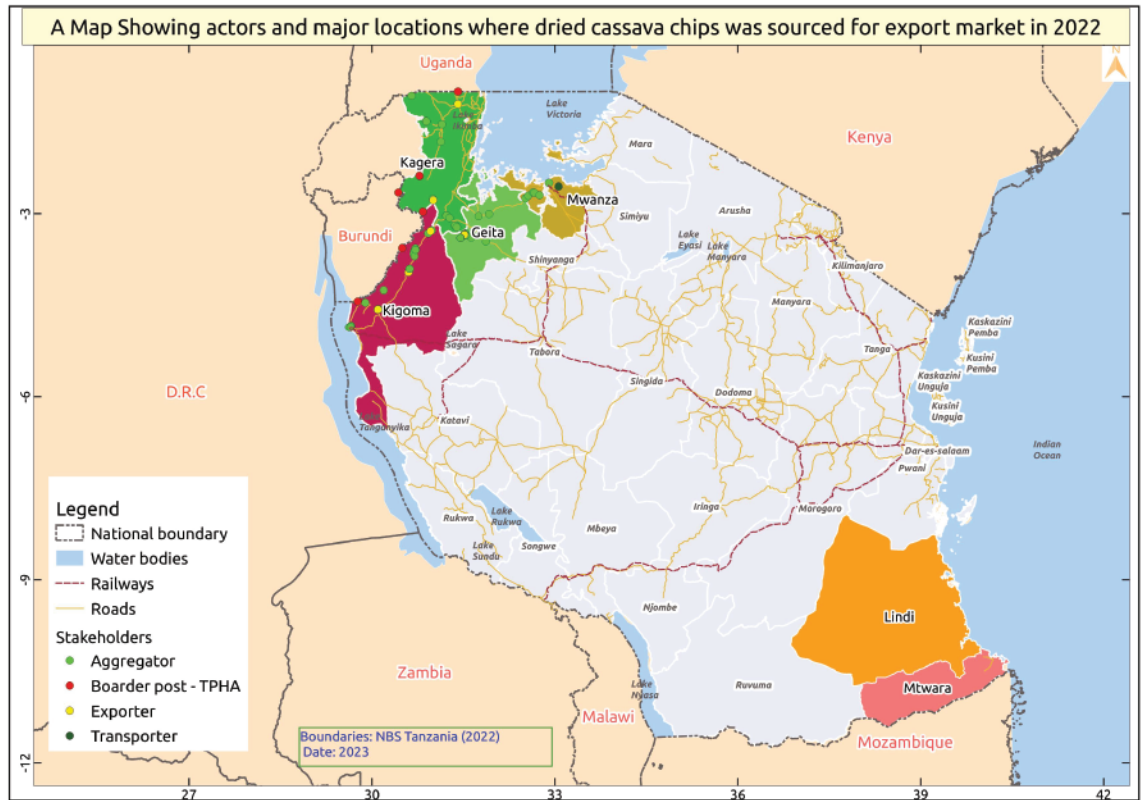 A Map Showing actors and major locations where dried cassava chips was sourced for export market in 2022
N
Uganda
Lake
Victoria
Lake
Ikimba
Kenya
Mara
Kagera
Mwanza
Simiyu
Arusha
-3
Burundi
Geita
Lake
Eyasi
Lake
Manyara
Shinyanga
Kilimanjaro
Kigoma
Manyara
Kaskazini
Pemba
Lake
Sagara
Tabora
Tanga
Kusini
Pemba
Singida
Dodoma
Kaskazini
Unguja
Kusini
Unguja
D.R.C
-6
Tanganyika
Katavi
Dar-es-salaam
Pwani
Indian
Ocean
Rukwa
Lake
Rukwa
Iringa
Morogoro
Mbeya
Lake
Sundu
Songwe
-9
Njombe
Lindi
Zambia
Lake
Nyasa
Ruvuma
Mtwara
Malawi
Mozambique
Legend
National boundary
Water bodies
Railways
Roads
Stakeholders
Aggregator
Boarder post - TPHA
Exporter
Transporter
Boundaries: NBS Tanzania (2022)
Date: 2023
-12
27
30
33
36
39
42